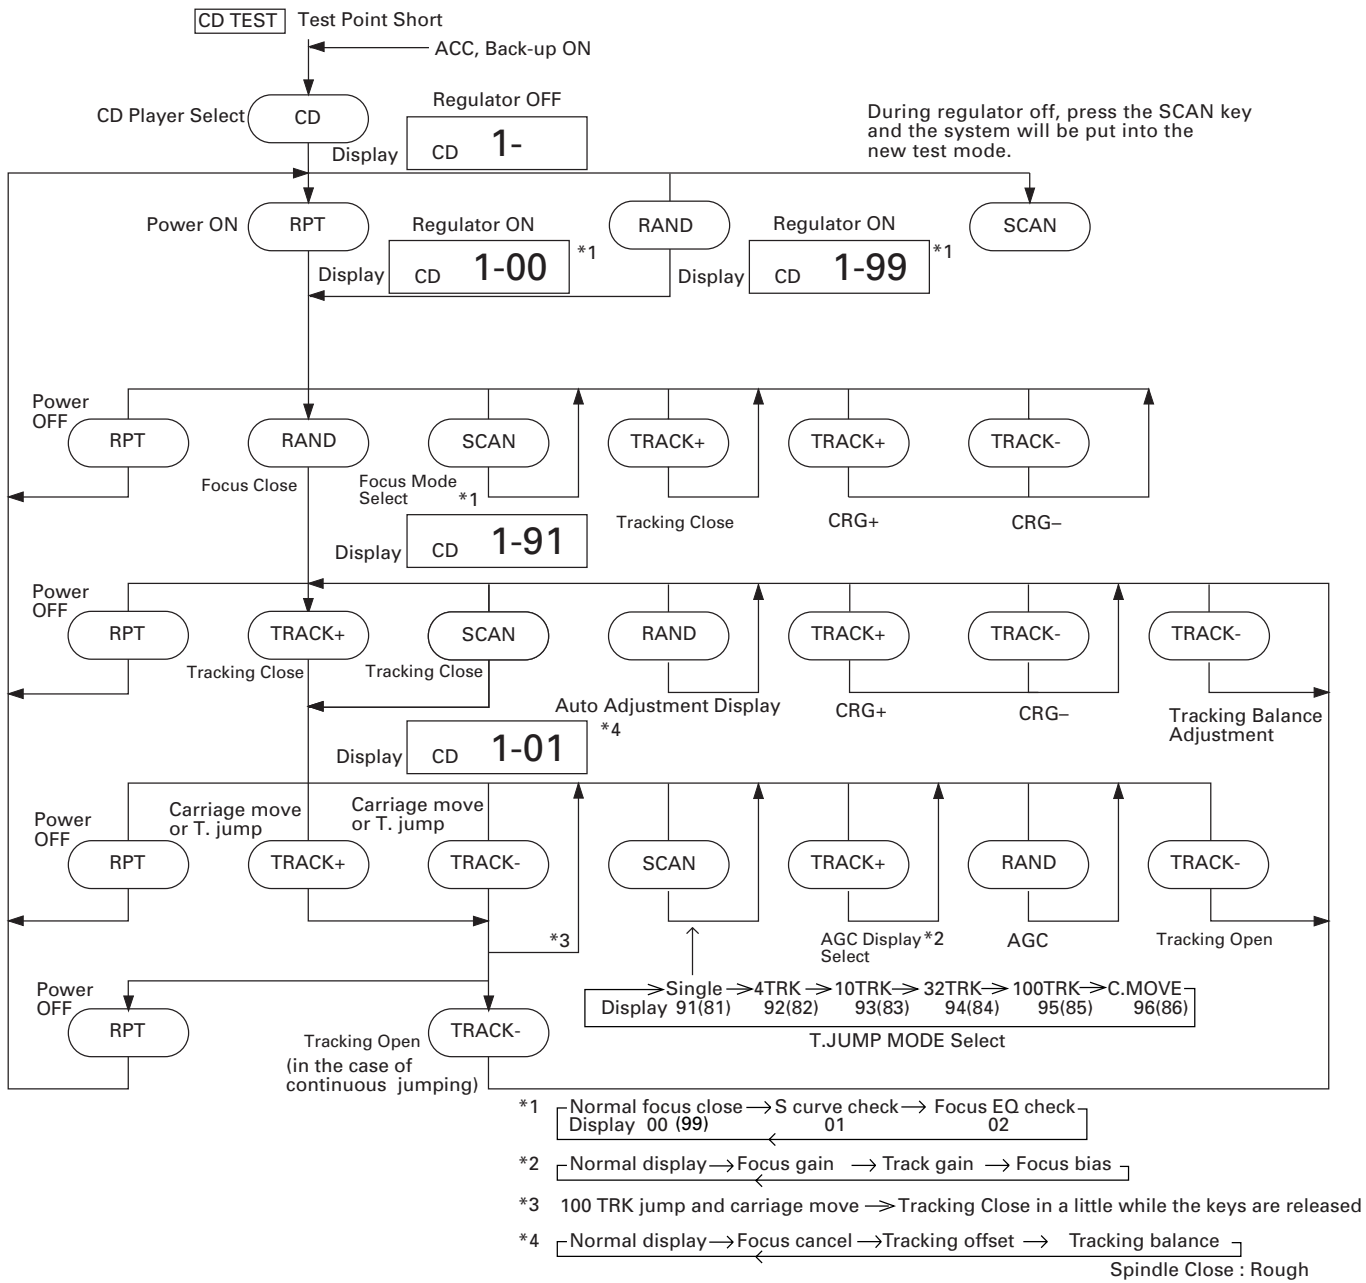 CD TEST Test Point Short
ACC, Back-up ON
CD Player Select
CD
Regulator OFF
Display
CD 1-
During regulator off, press the SCAN key
and the system will be put into the
new test mode.
Power ON
RPT
Regulator ON
Display
CD 1-00
*1
RAND
Regulator ON
Display
CD 1-99
*1
SCAN
Power
OFF
RPT
RAND
Focus Close
SCAN
Focus Mode
Select *1
TRACK+
Tracking Close
TRACK+
CRG+
TRACK-
CRG–
Display
CD 1-91
Power
OFF
RPT
TRACK+
Tracking Close
SCAN
Tracking Close
RAND
Auto Adjustment Display
*4
TRACK+
CRG+
TRACK-
CRG–
TRACK-
Tracking Balance
Adjustment
Display
CD 1-01
Power
OFF
RPT
Carriage move
or T. jump
TRACK+
Carriage move
or T. jump
TRACK-
*3
SCAN
TRACK+
AGC Display *2
Select
RAND
AGC
TRACK-
Tracking Open
Single 4TRK 10TRK 32TRK 100TRK C.MOVE
Display 91(81) 92(82) 93(83) 94(84) 95(85) 96(86)
T.JUMP MODE Select
Power
OFF
RPT
Tracking Open
(in the case of
continuous jumping)
TRACK-
*1 Normal focus close → S curve check → Focus EQ check
Display 00 (99) 01 02
*2 Normal display → Focus gain → Track gain → Focus bias
*3 100 TRK jump and carriage move → Tracking Close in a little while the keys are released
*4 Normal display → Focus cancel → Tracking offset → Tracking balance
Spindle Close : Rough